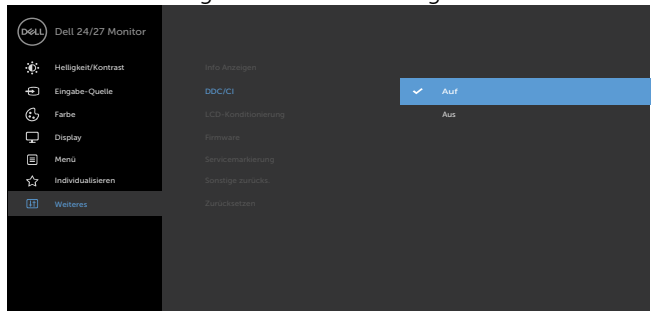 DELL
Dell 24/27 Monitor
Helligkeit/Kontrast
Info Anzeigen
Eingabe-Quelle
DDC/CI
Auf
Farbe
LCD-Konditionierung
Aus
Display
Firmware
Menü
Servicemarkierung
Individualisieren
Sonstige zurücks.
Weiteres
Zurücksetzen